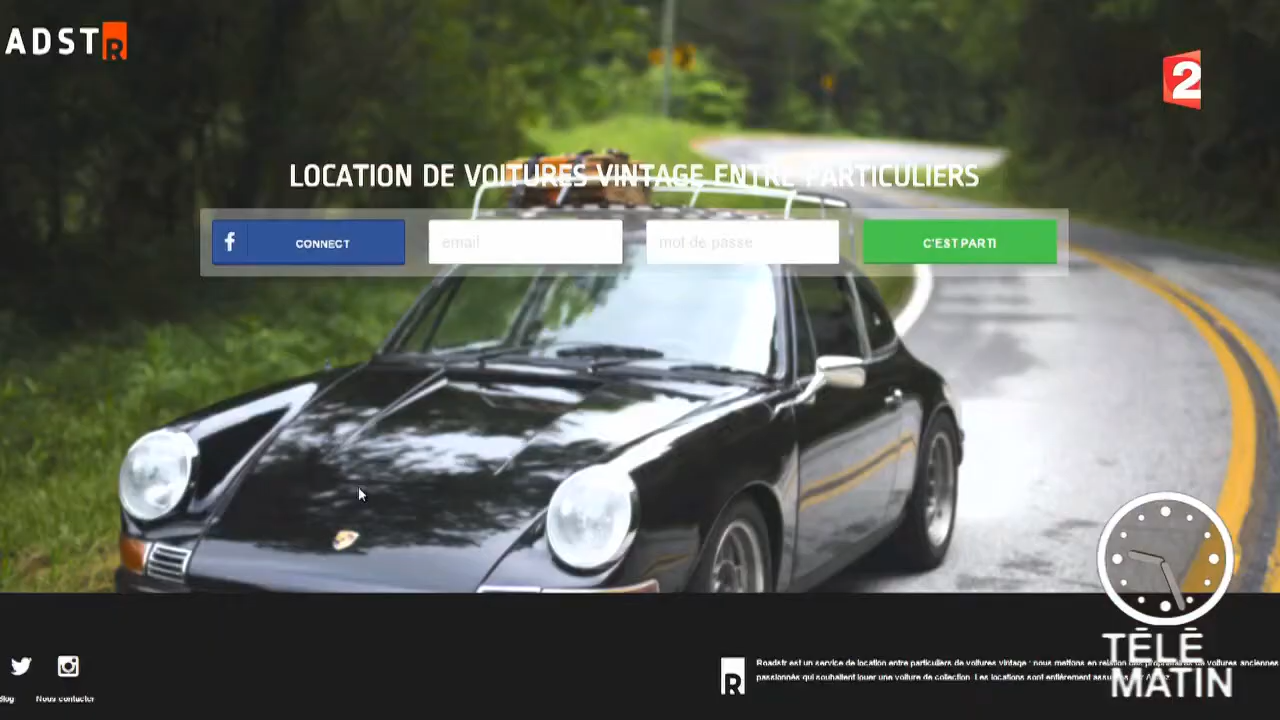 ADSTR
2
LOCATION DE VOITURES VINTAGE ENTRE PARTICULIERS
f CONNECT
email
mot de passe
C'EST PARTI
Blog
Nous contacter
R
Roadstr est un service de location entre particuliers de voitures vintage : nous mettons en relation des propriétaires de voitures anciennes
passionnés qui souhaitent louer une voiture de collection. Les locations sont entièrement
TÉLÉ
MATIN